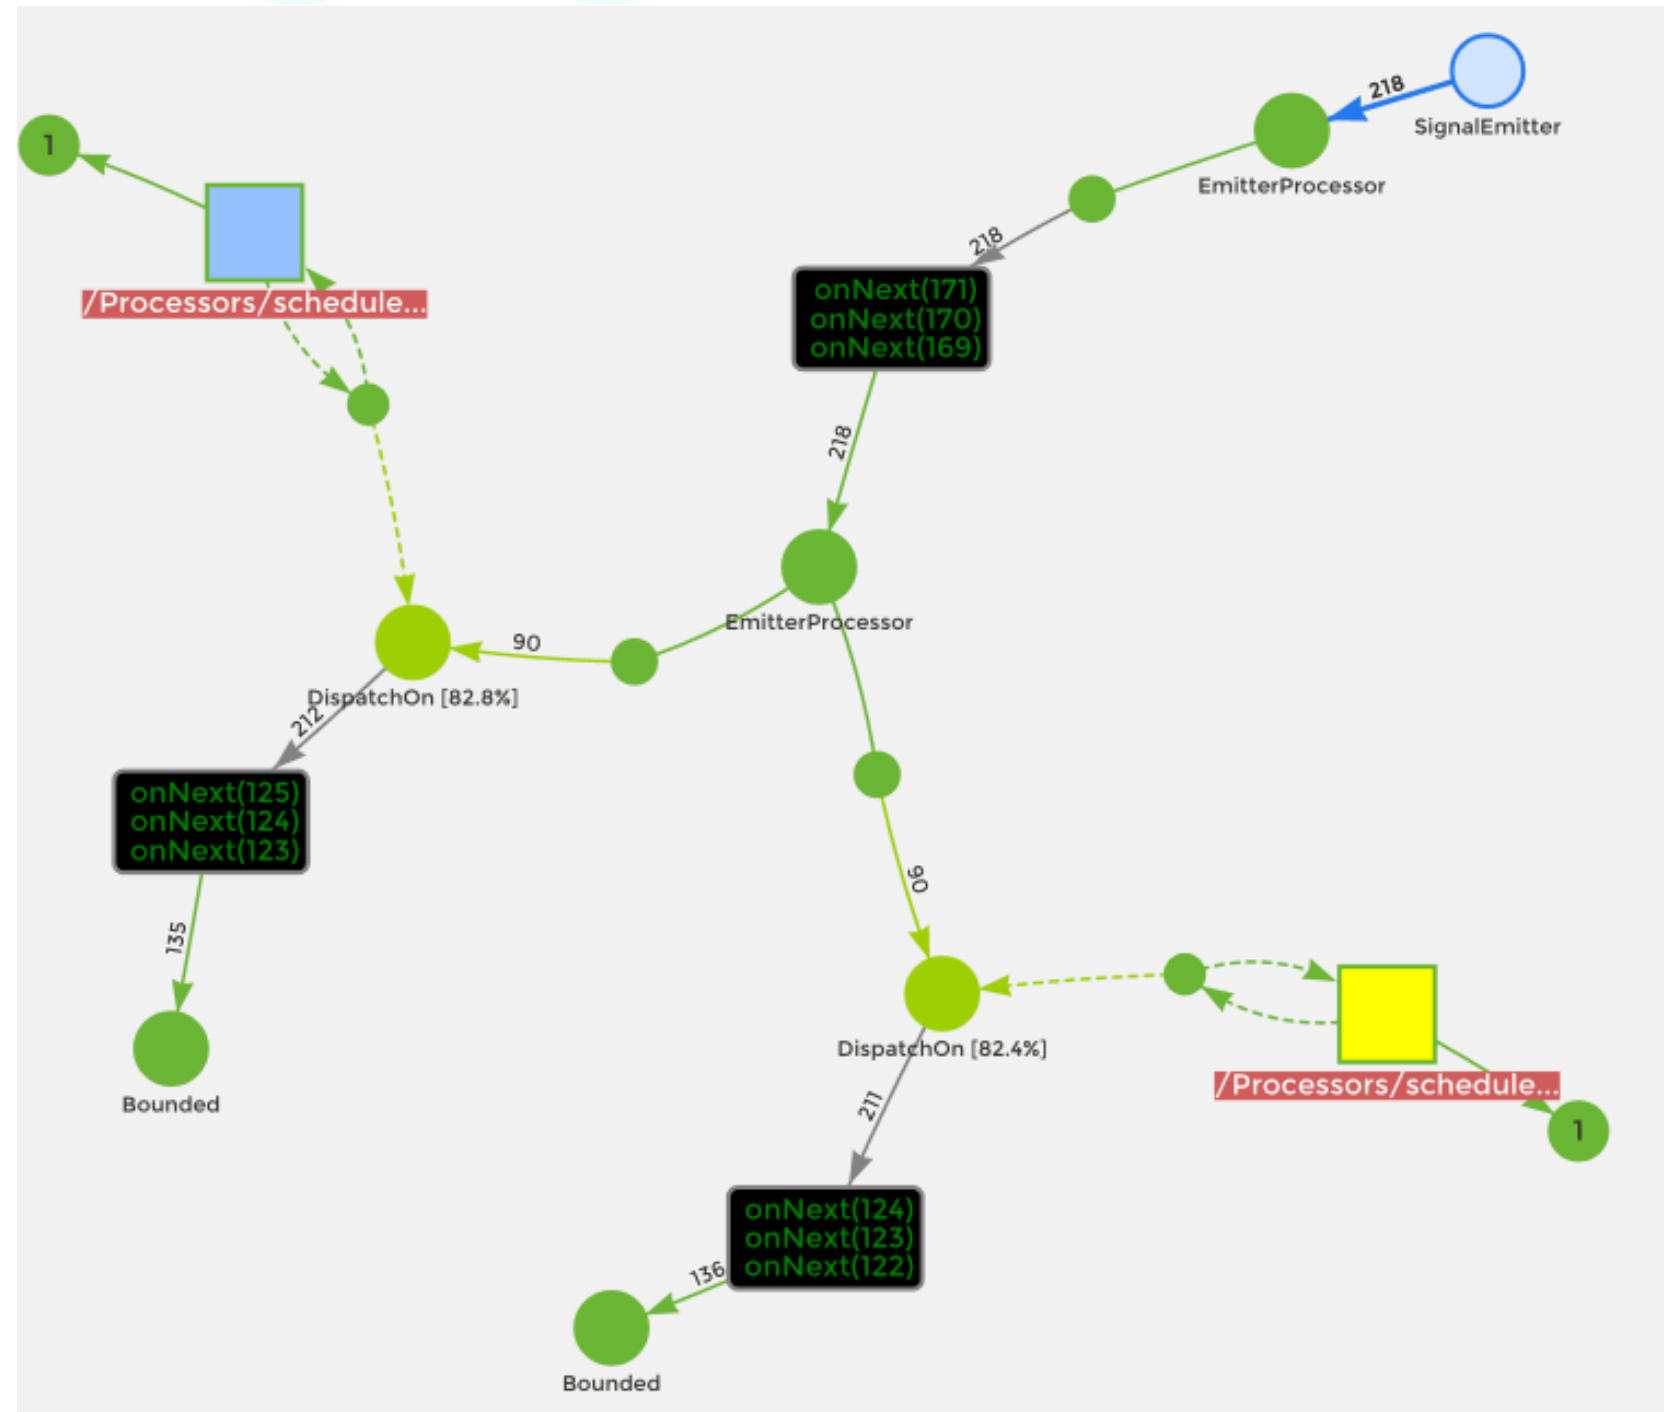 218
SignalEmitter
1
EmitterProcessor
218
onNext(171)
onNext(170)
onNext(169)
/Processors/schedule...
218
EmitterProcessor
90
DispatchOn [82.8%]
212
onNext(125)
onNext(124)
onNext(123)
90
135
DispatchOn [82.4%]
/Processors/schedule...
Bounded
211
1
onNext(124)
onNext(123)
onNext(122)
136
Bounded